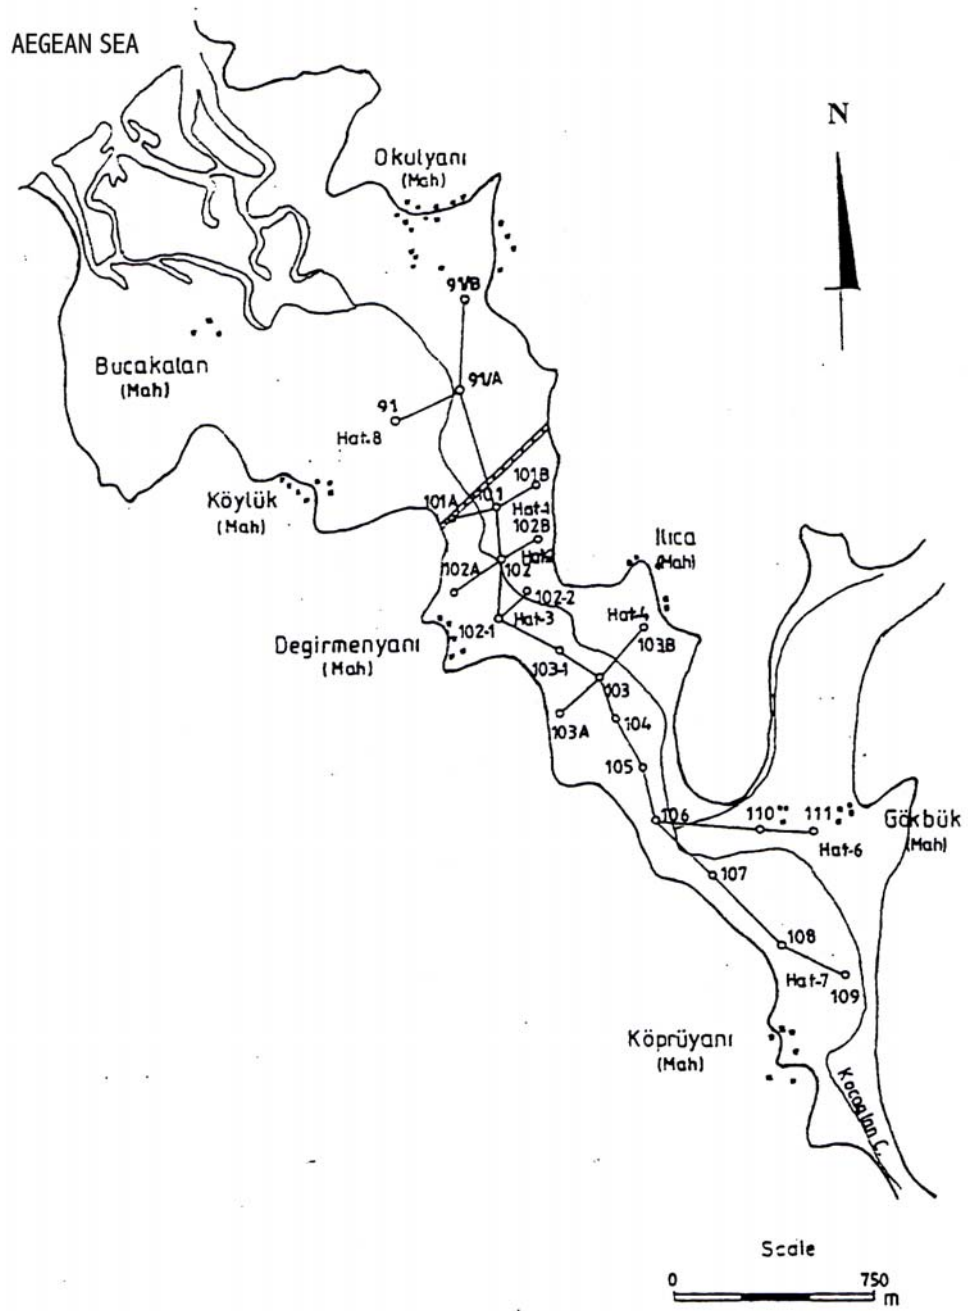 AEGEAN SEA
N
Okulyanı
(Mah)
91/B
Bucakalan
(Mah)
91/A
91
Hat-8
101B
101
101A
Köylük
(Mah)
Hat-1
102B
Ilıca
(Mah)
102A
102
102-2
Hat-3
Hat-4
102-1
Degirmenyanı
(Mah)
103B
103-1
103
103A
104
105
106
110
111
Gökbük
(Mah)
Hat-6
107
108
Hat-7
109
Köprüyanı
(Mah)
Scale
0
750
m